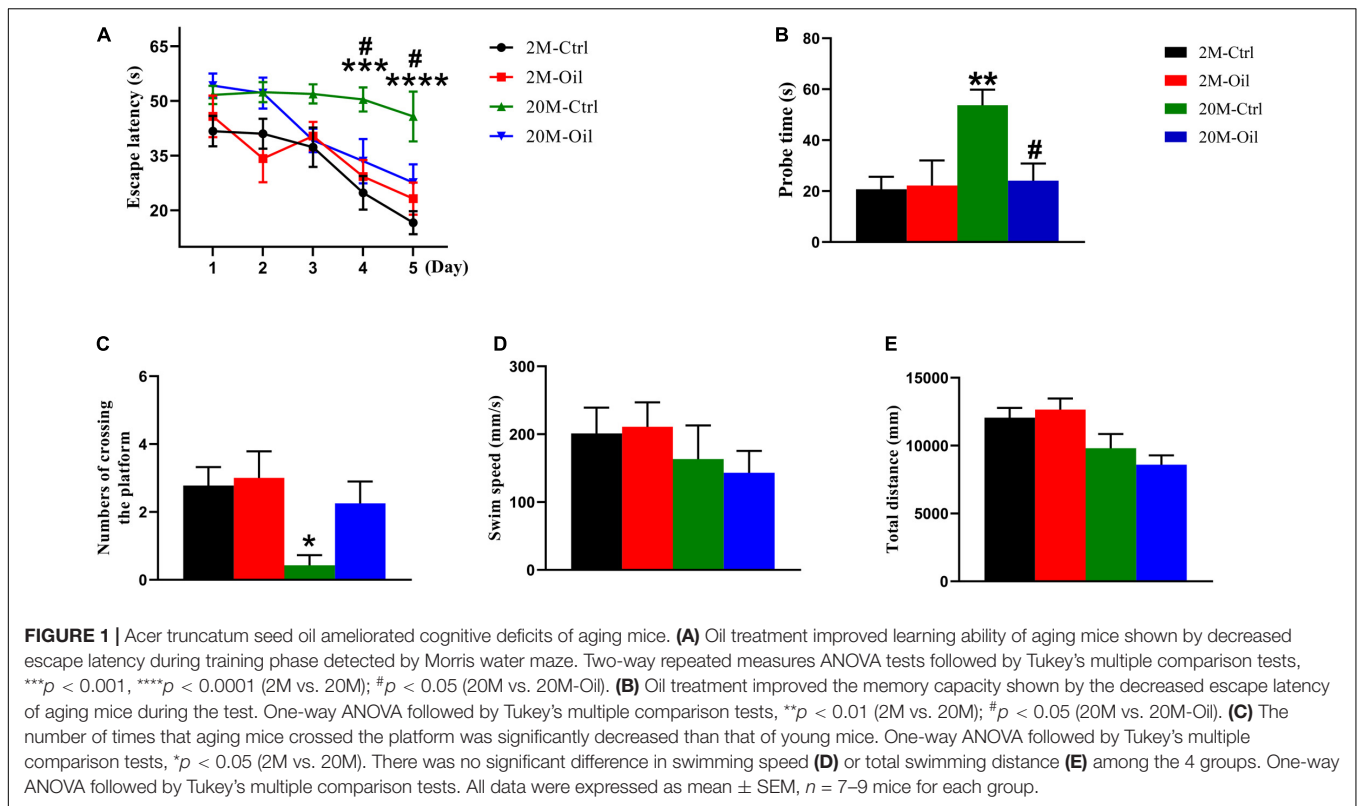 A
65
50
35
20
Escape latency (s)
1 2 3 4 5 (Day)
# #
*** ****
2M-Ctrl
2M-Oil
20M-Ctrl
20M-Oil
B
80
60
40
20
0
Probe time (s)
**
#
2M-Ctrl
2M-Oil
20M-Ctrl
20M-Oil
C
6
4
2
0
Numbers of crossing
the platform
*
D
300
200
100
0
Swim speed (mm/s)
E
15000
10000
5000
0
Total distance (mm)
FIGURE 1 | Acer truncatum seed oil ameliorated cognitive deficits of aging mice. (A) Oil treatment improved learning ability of aging mice shown by decreased
escape latency during training phase detected by Morris water maze. Two-way repeated measures ANOVA tests followed by Tukey's multiple comparison tests,
***p < 0.001, ****p < 0.0001 (2M vs. 20M); #p < 0.05 (20M vs. 20M-Oil). (B) Oil treatment improved the memory capacity shown by the decreased escape latency
of aging mice during the test. One-way ANOVA followed by Tukey's multiple comparison tests, **p < 0.01 (2M vs. 20M); #p < 0.05 (20M vs. 20M-Oil). (C) The
number of times that aging mice crossed the platform was significantly decreased than that of young mice. One-way ANOVA followed by Tukey's multiple
comparison tests, *p < 0.05 (2M vs. 20M). There was no significant difference in swimming speed (D) or total swimming distance (E) among the 4 groups. One-way
ANOVA followed by Tukey's multiple comparison tests. All data were expressed as mean ± SEM, n = 7–9 mice for each group.